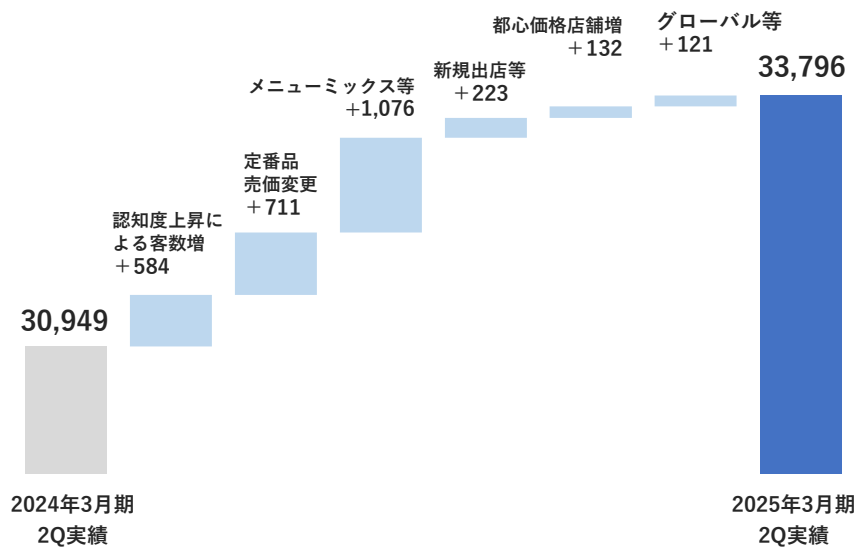 都心価格店舗増
＋132
グローバル等
＋121
33,796
新規出店等
＋223
メニューミックス等
＋1,076
定番品
売価変更
＋711
認知度上昇に
よる客数増
＋584
30,949
2024年3月期
2Q実績
2025年3月期
2Q実績